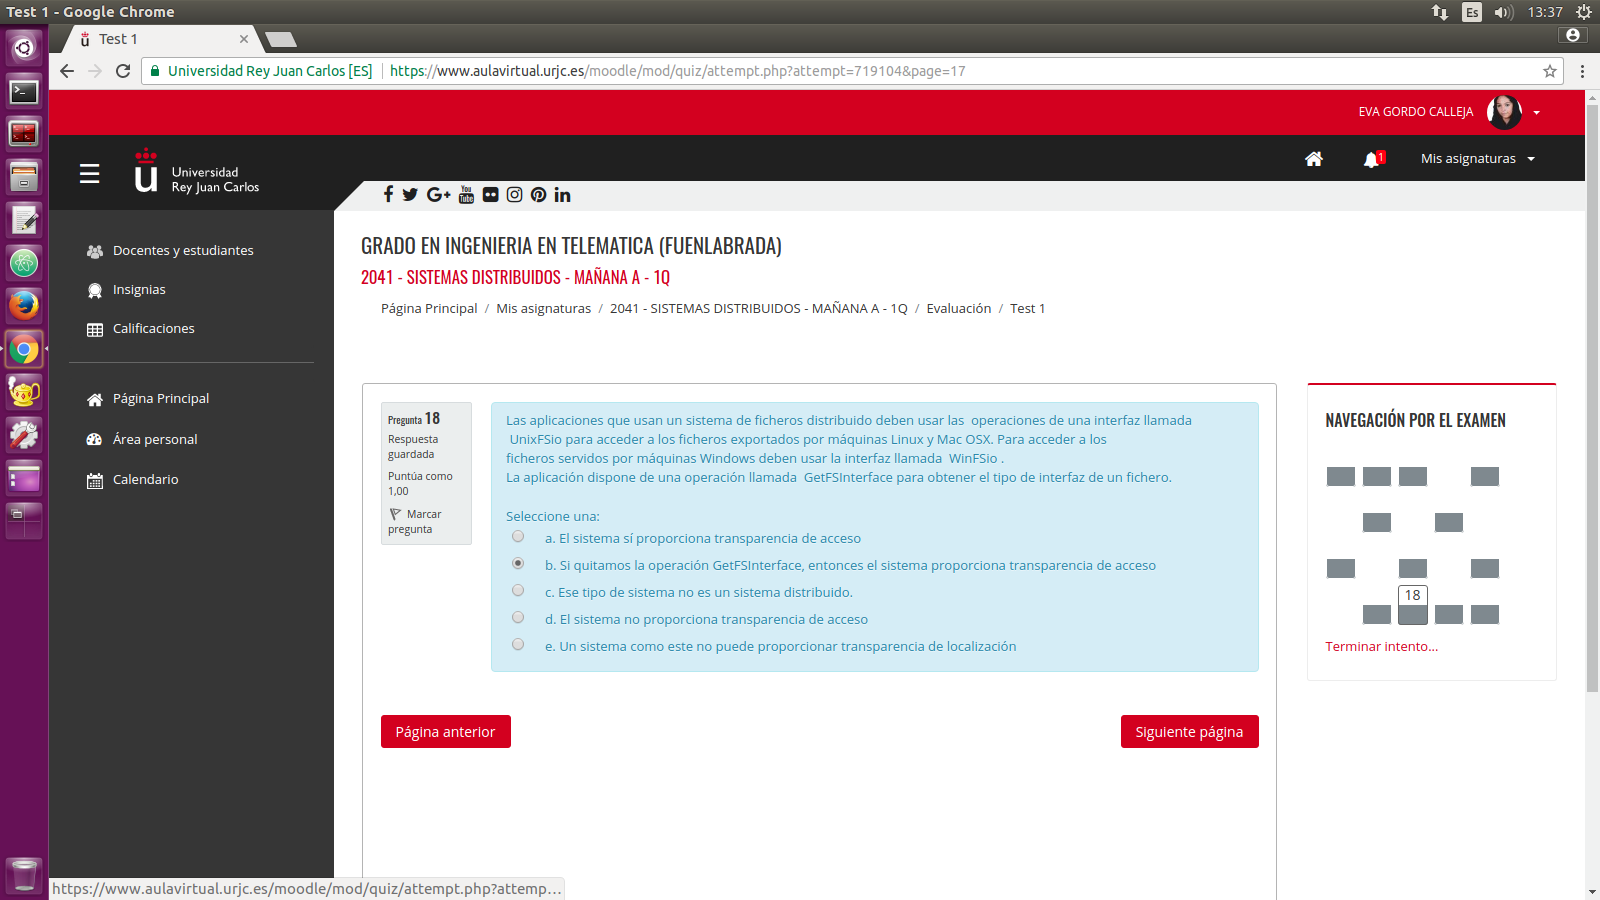 Test 1 - Google Chrome
Es
13:37
Test 1
Universidad Rey Juan Carlos [ES]
https://www.aulavirtual.urjc.es/moodle/mod/quiz/attempt.php?attempt=719104&page=17
EVA GORDO CALLEJA
Universidad
Rey Juan Carlos
1
Mis asignaturas
Docentes y estudiantes
Insignias
Calificaciones
Página Principal
Área personal
Calendario
GRADO EN INGENIERIA EN TELEMATICA (FUENLABRADA)
2041 - SISTEMAS DISTRIBUIDOS - MAÑANA A - 1Q
Página Principal / Mis asignaturas / 2041 - SISTEMAS DISTRIBUIDOS - MAÑANA A - 1Q / Evaluación / Test 1
Pregunta 18
Respuesta
guardada
Puntúa como
1,00
Marcar
pregunta
Las aplicaciones que usan un sistema de ficheros distribuido deben usar las operaciones de una interfaz llamada
UnixFSio para acceder a los ficheros exportados por máquinas Linux y Mac OSX. Para acceder a los
ficheros servidos por máquinas Windows deben usar la interfaz llamada WinFSio .
La aplicación dispone de una operación llamada GetFSInterface para obtener el tipo de interfaz de un fichero.
Seleccione una:
a. El sistema sí proporciona transparencia de acceso
b. Si quitamos la operación GetFSInterface, entonces el sistema proporciona transparencia de acceso
c. Ese tipo de sistema no es un sistema distribuido.
d. El sistema no proporciona transparencia de acceso
e. Un sistema como este no puede proporcionar transparencia de localización
Página anterior
Siguiente página
NAVEGACIÓN POR EL EXAMEN
18
Terminar intento...
https://www.aulavirtual.urjc.es/moodle/mod/quiz/attempt.php?attemp...